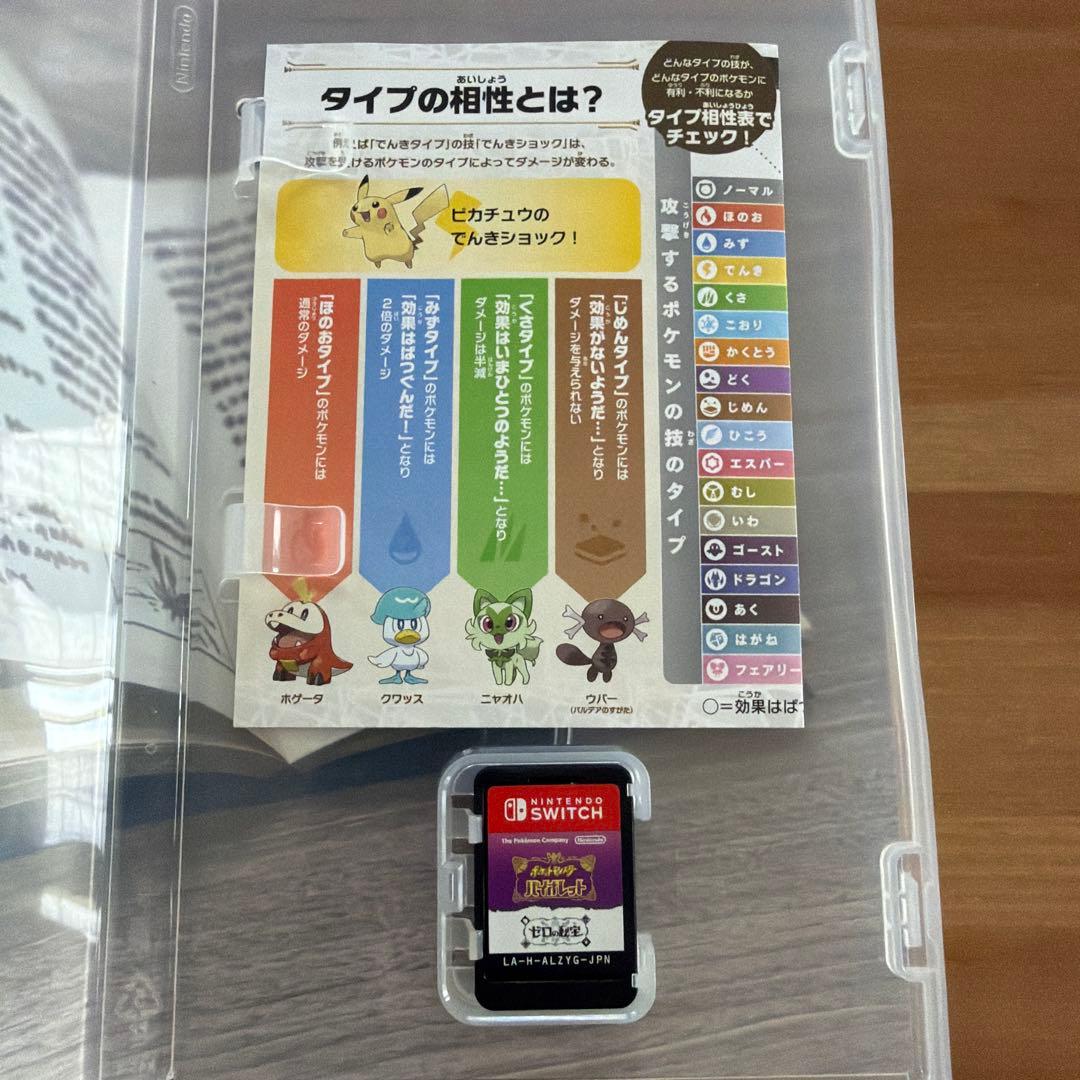 Nintendo
あいしょう
タイプの相性とは？
例えば「でんきタイプ」の技「でんきショック」は、
攻撃を受けるポケモンのタイプによってダメージが変わる。
ピカチュウの
でんきショック！
「ほのおタイプ」のポケモンには
通常のダメージ
「みずタイプ」のポケモンには
「効果はばつぐんだ！」となり
2倍のダメージ
「くさタイプ」のポケモンには
「効果はいまひとつのようだ…」となり
ダメージは半減
「じめんタイプ」のポケモンには
「効果がないようだ…」となり
ダメージを与えられない
ホゲータ
クワッス
ニャオハ
ウパー
(パルデアのすがた)
どんなタイプの技が、
どんなタイプのポケモンに
有利・不利になるか
あいしょうひょう
タイプ相性表で
チェック！
攻撃するポケモンの技のタイプ
ノーマル
ほのお
みず
でんき
くさ
こおり
かくとう
どく
じめん
ひこう
エスパー
むし
いわ
ゴースト
ドラゴン
あく
はがね
フェアリー
こうか
○=効果はば
NINTENDO
SWITCH
The Pokémon Company Nintendo
ポケットモンスター
バイオレット
ゼロの秘宝
LA-H-ALZYG-JPN